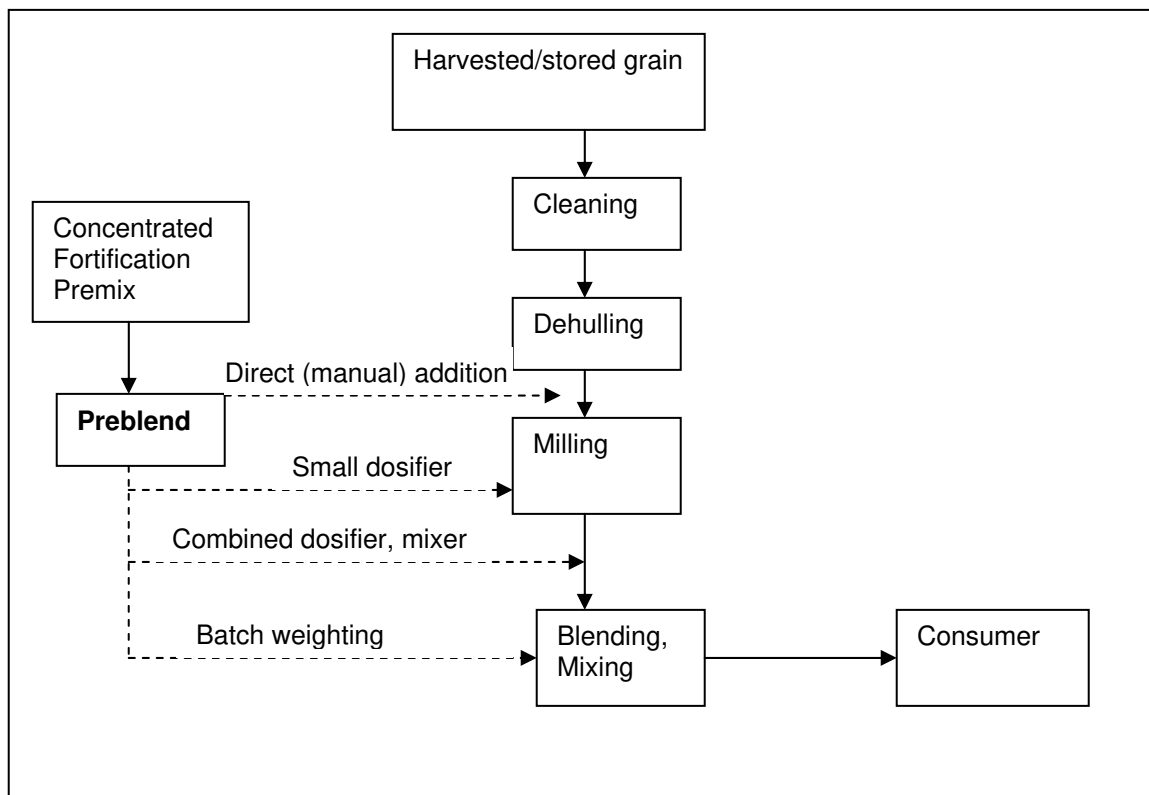 Harvested/stored grain
Cleaning
Concentrated
Fortification
Premix
Dehulling
Direct (manual) addition
Preblend
Milling
Small dosifier
Combined dosifier, mixer
Batch weighting
Blending,
Mixing
Consumer